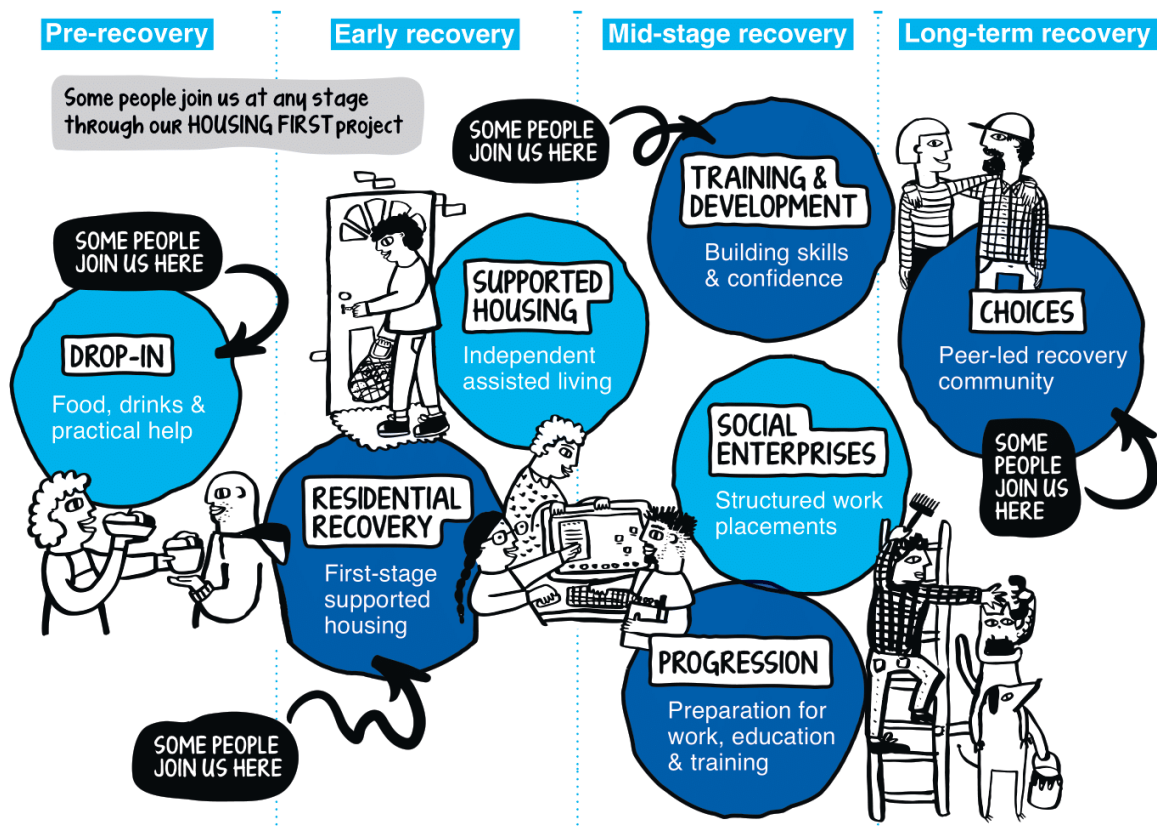 Pre-recovery
Early recovery
Mid-stage recovery
Long-term recovery
Some people join us at any stage
through our HOUSING FIRST project
SOME PEOPLE
JOIN US HERE
DROP-IN
Food, drinks &
practical help
SUPPORTED
HOUSING
Independent
assisted living
RESIDENTIAL
RECOVERY
First-stage
supported
housing
SOME PEOPLE
JOIN US HERE
SOME PEOPLE
JOIN US HERE
TRAINING &
DEVELOPMENT
Building skills
& confidence
SOCIAL
ENTERPRISES
Structured work
placements
PROGRESSION
Preparation for
work, education
& training
CHOICES
Peer-led recovery
community
SOME
PEOPLE
JOIN US
HERE